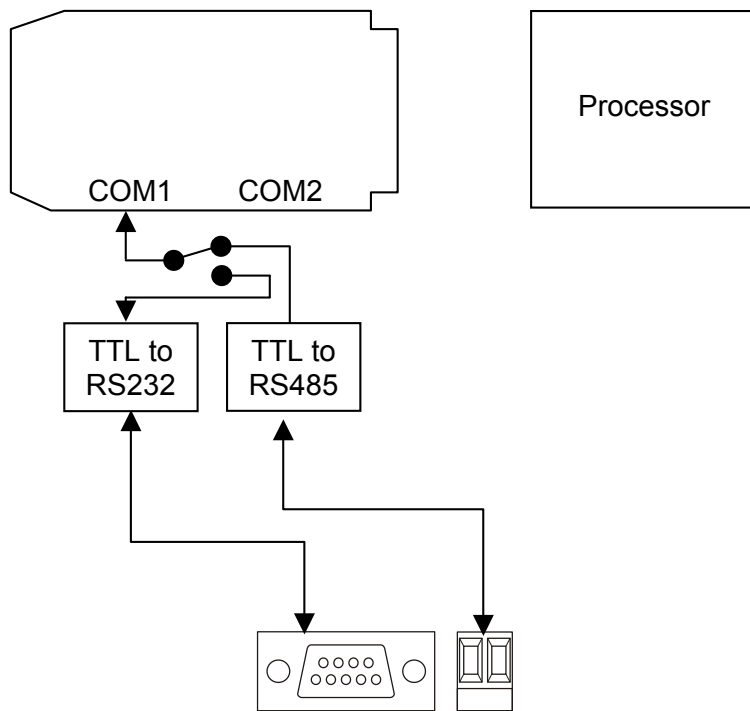 Processor
COM1 COM2
TTL to
RS232
TTL to
RS485